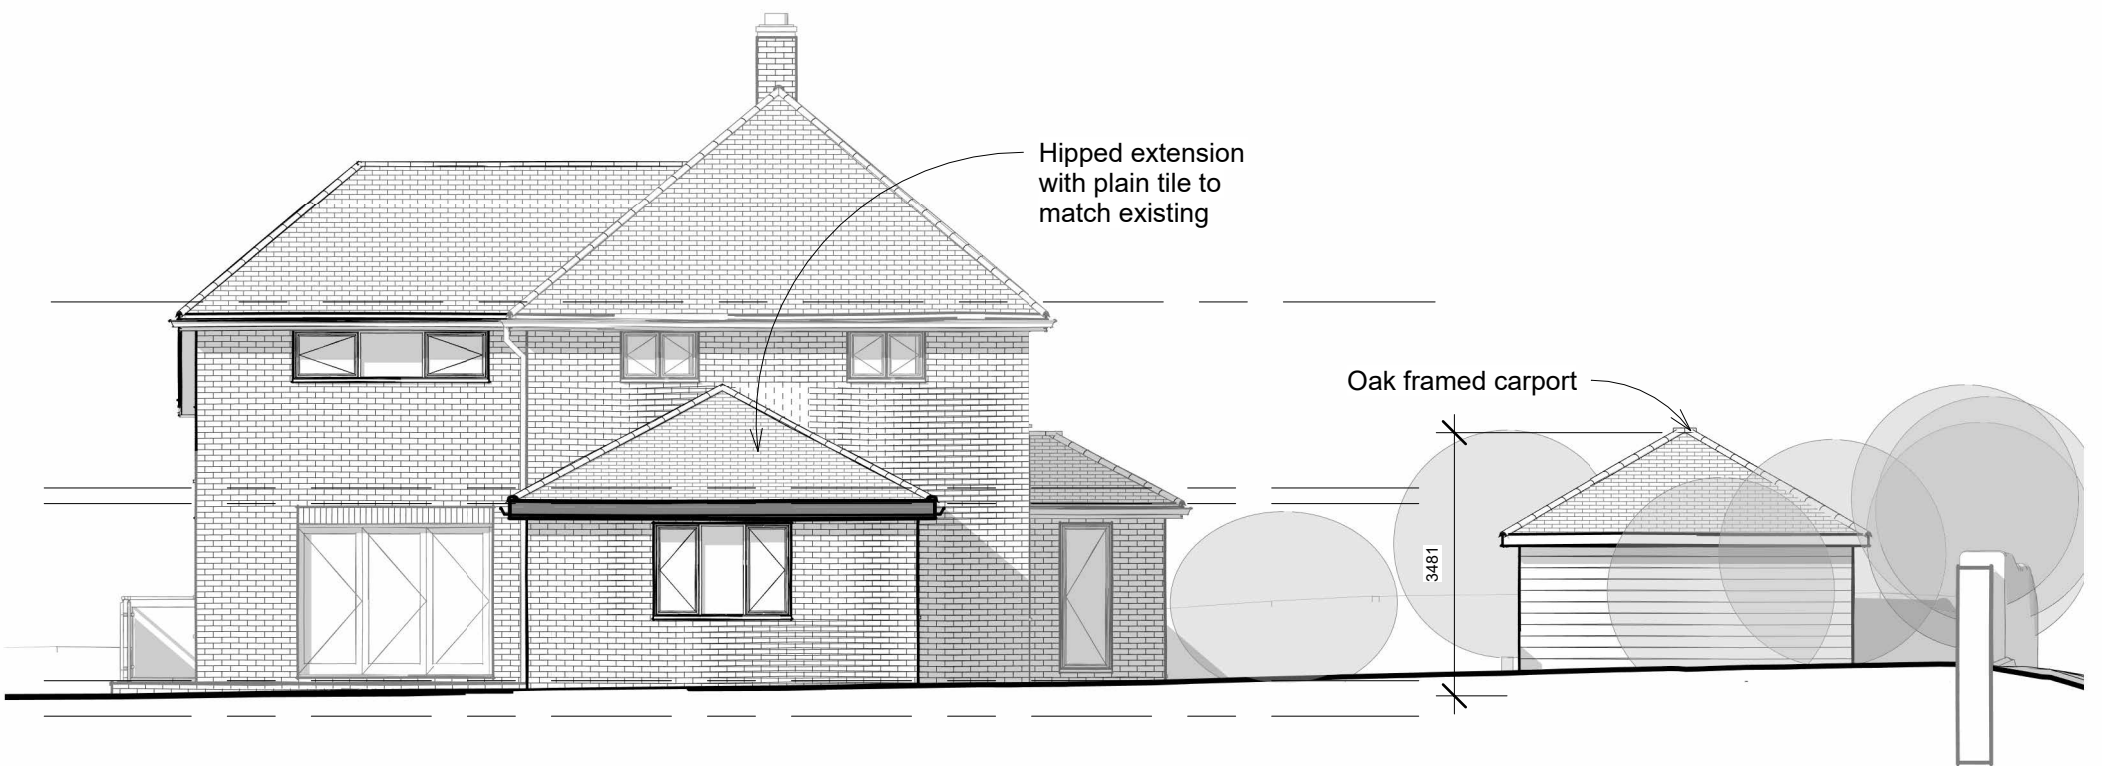 Hipped extension
with plain tile to
match existing
Oak framed carport
3481